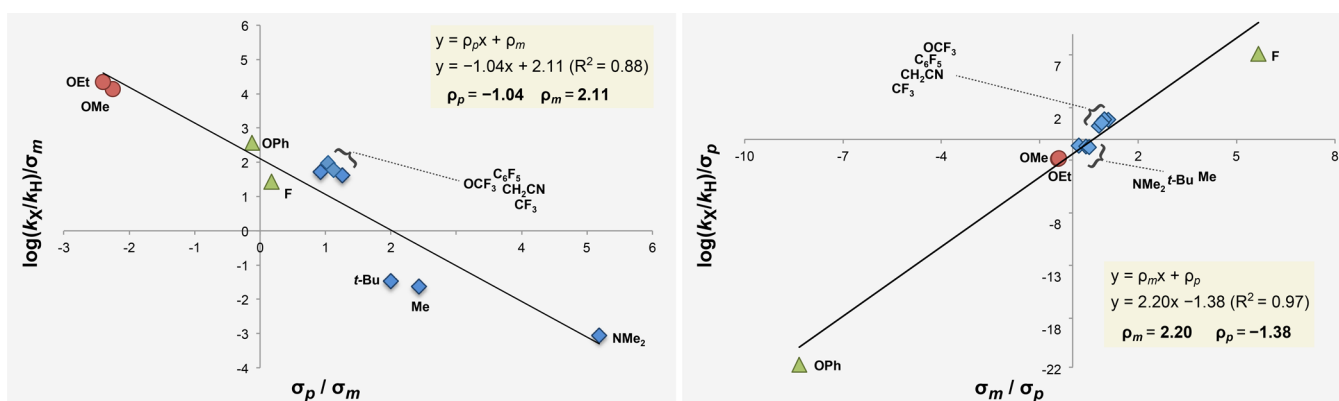 y = ρpx + ρm
y = −1.04x + 2.11 (R² = 0.88)
ρp = −1.04 ρm = 2.11
6
5
4
3
2
1
0
-1
-2
-3
-4
-3 -2 -1 0 1 2 3 4 5 6
OEt
OMe
OPh
F
C₆F₅
OCF₃
CH₂CN
CF₃
t-Bu
Me
NMe₂
log(kX/kH)/σm
σp / σm
OCF₃
C₆F₅
CH₂CN
CF₃
7
F
2
-10 -7 -4 2 5 8
OMe
OEt
NMe₂ t-Bu Me
-8
-13
-18
-22
OPh
y = ρmx + ρp
y = 2.20x −1.38 (R² = 0.97)
ρm = 2.20 ρp = −1.38
log(kX/kH)/σp
σm / σp